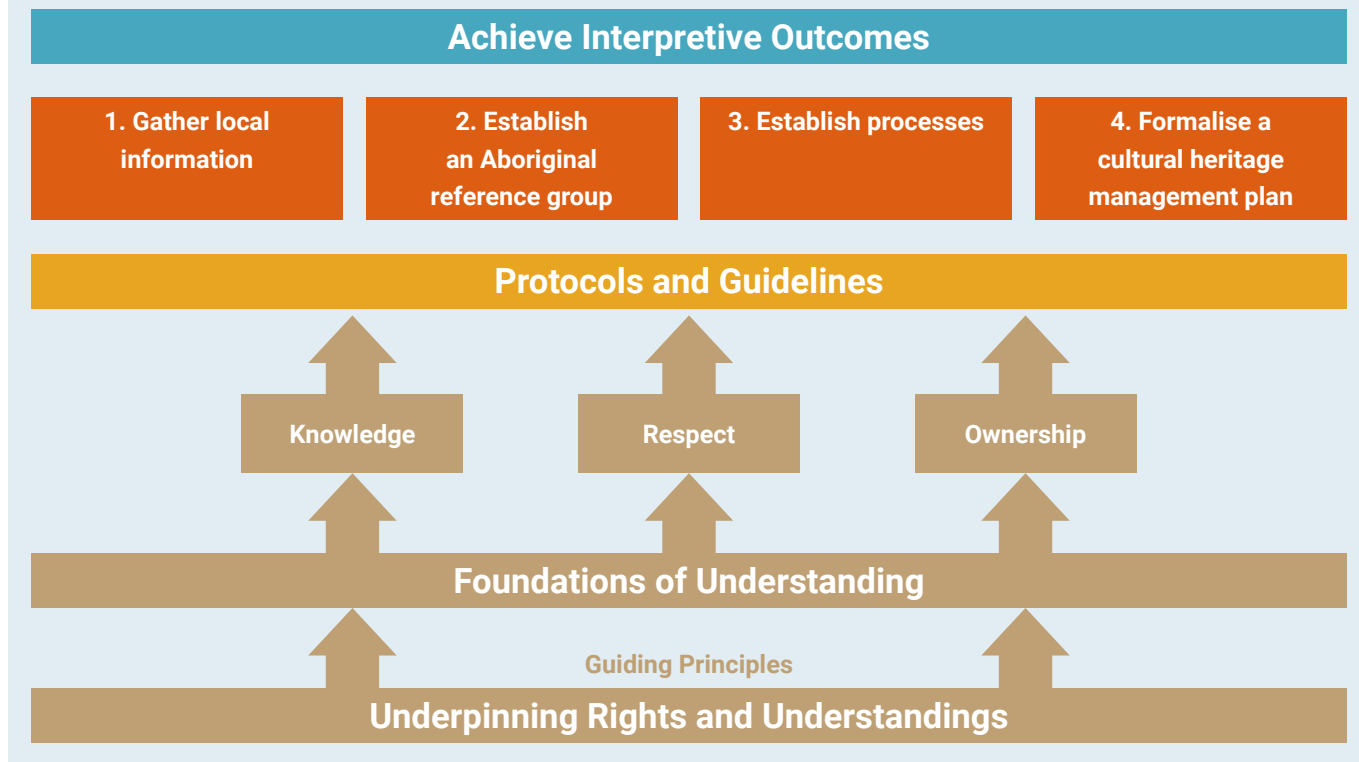 Achieve Interpretive Outcomes
1. Gather local
information
2. Establish
an Aboriginal
reference group
3. Establish processes
4. Formalise a
cultural heritage
management plan
Protocols and Guidelines
Knowledge
Respect
Ownership
Foundations of Understanding
Guiding Principles
Underpinning Rights and Understandings